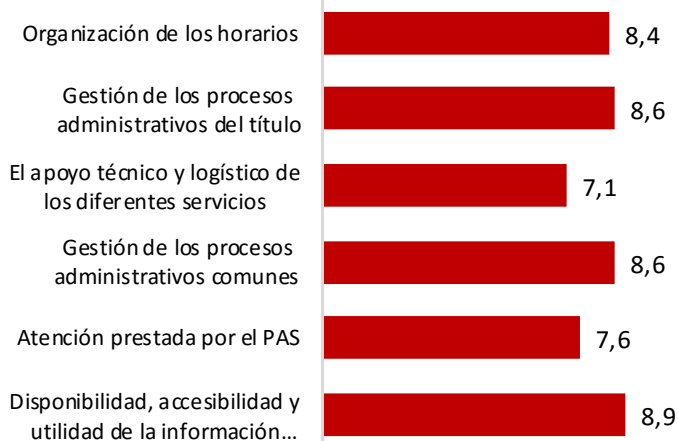 Organización de los horarios
8,4
Gestión de los procesos
administrativos del título
8,6
El apoyo técnico y logístico de
los diferentes servicios
7,1
Gestión de los procesos
administrativos comunes
8,6
Atención prestada por el PAS
7,6
Disponibilidad, accesibilidad y
utilidad de la información...
8,9